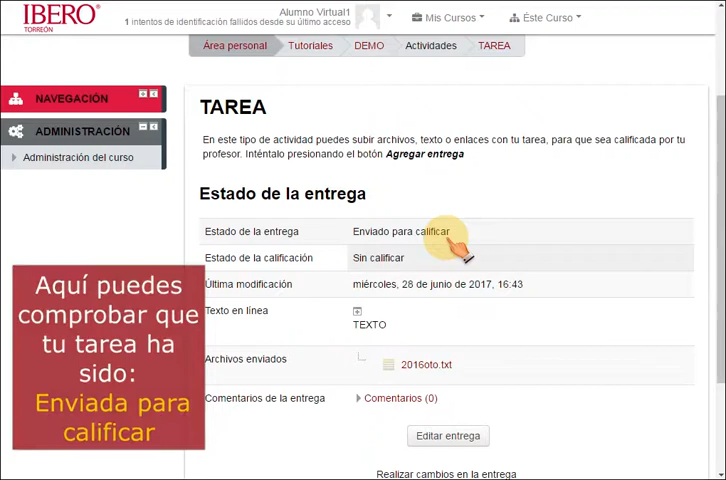 IBERO
TORREÓN
Alumno Virtual1
1 intentos de identificación fallidos desde su último acceso
Mis Cursos
Éste Curso
Área personal
Tutoriales
DEMO
Actividades
TAREA
NAVEGACIÓN
ADMINISTRACIÓN
Administración del curso
TAREA
En este tipo de actividad puedes subir archivos, texto o enlaces con tu tarea, para que sea calificada por tu
profesor. Inténtalo presionando el botón Agregar entrega
Estado de la entrega
Estado de la entrega Enviado para calificar
Estado de la calificación Sin calificar
Última modificación miércoles, 28 de junio de 2017, 16:43
Texto en línea
TEXTO
Archivos enviados 2016oto.txt
Comentarios de la entrega Comentarios (0)
Editar entrega
Realizar cambios en la entrega
Aquí puedes
comprobar que
tu tarea ha
sido:
Enviada para
calificar